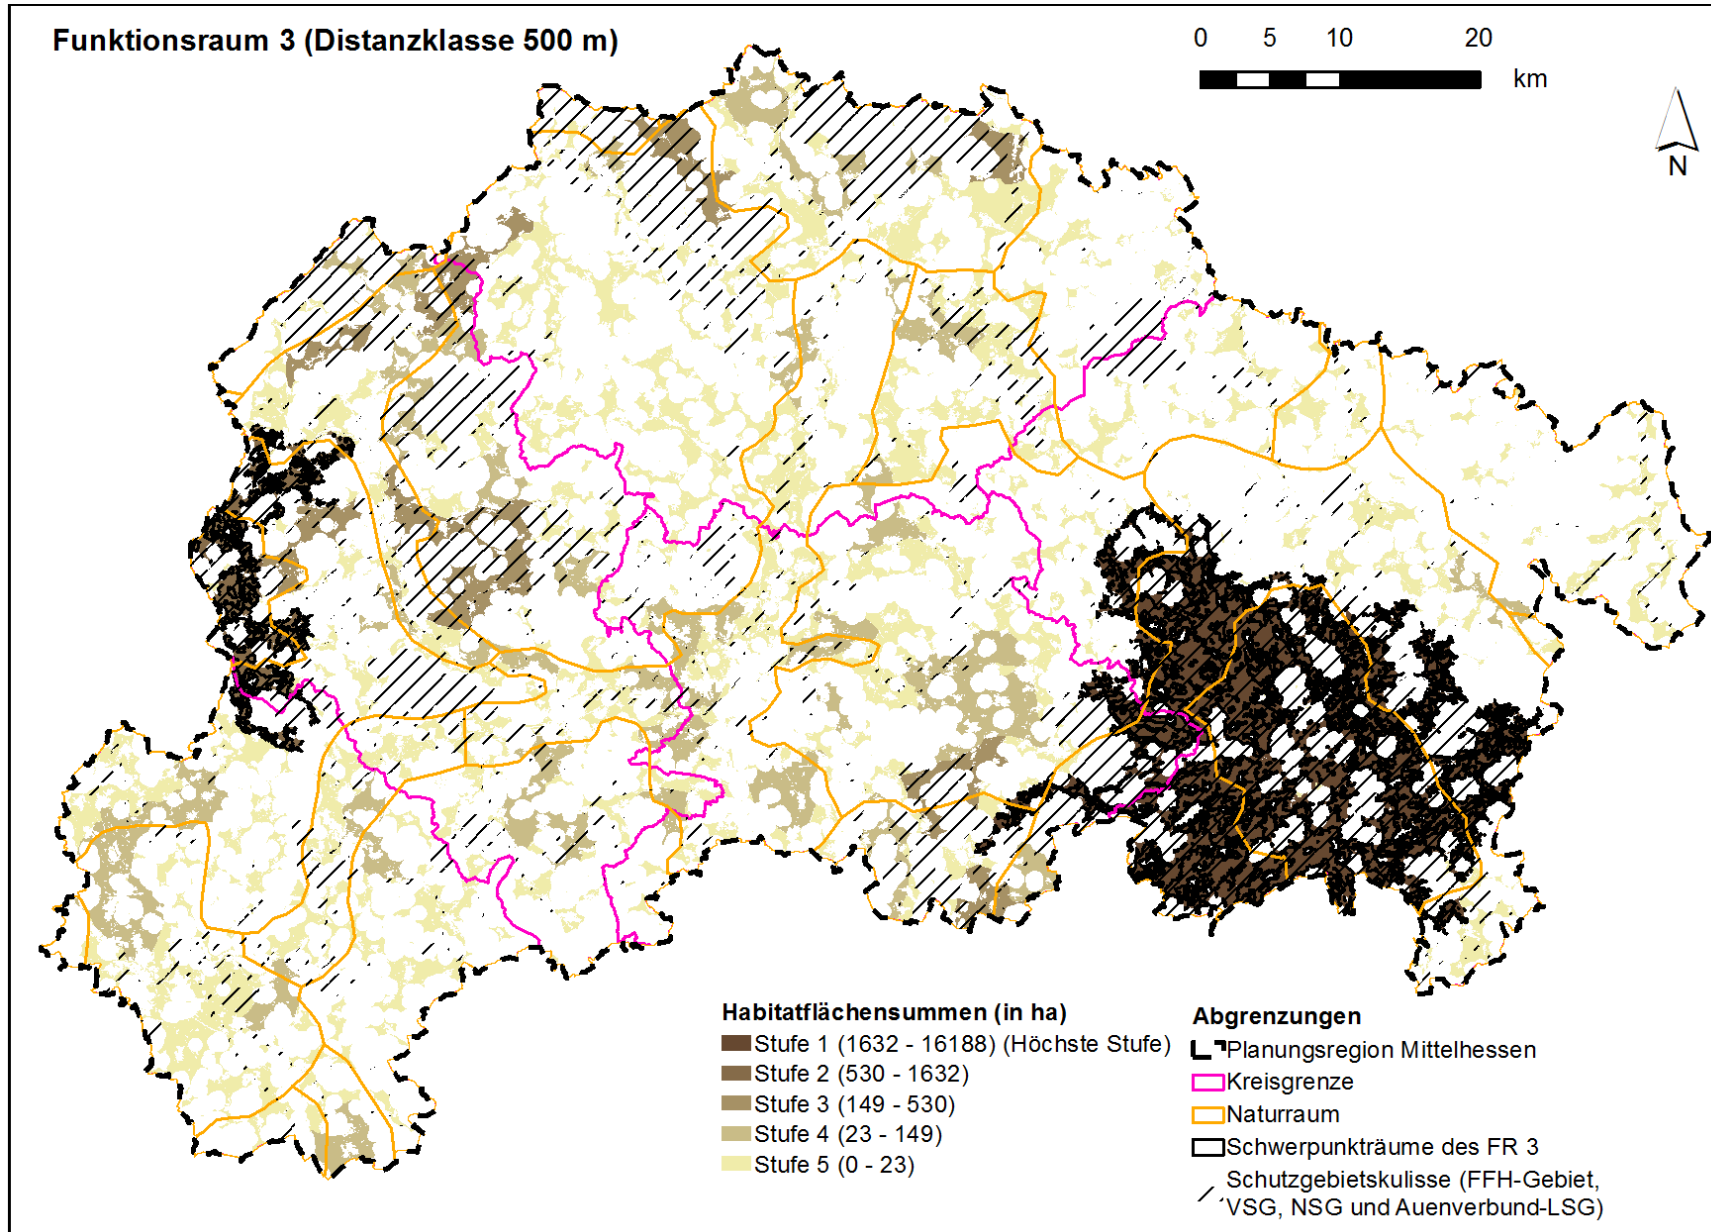 Funktionsraum 3 (Distanzklasse 500 m)
0 5 10 20
km
N
Habitatflächensummen (in ha)
Stufe 1 (1632 - 16188) (Höchste Stufe)
Stufe 2 (530 - 1632)
Stufe 3 (149 - 530)
Stufe 4 (23 - 149)
Stufe 5 (0 - 23)
Abgrenzungen
Planungsregion Mittelhessen
Kreisgrenze
Naturraum
Schwerpunkträume des FR 3
Schutzgebietskulisse (FFH-Gebiet,
VSG, NSG und Auenverbund-LSG)